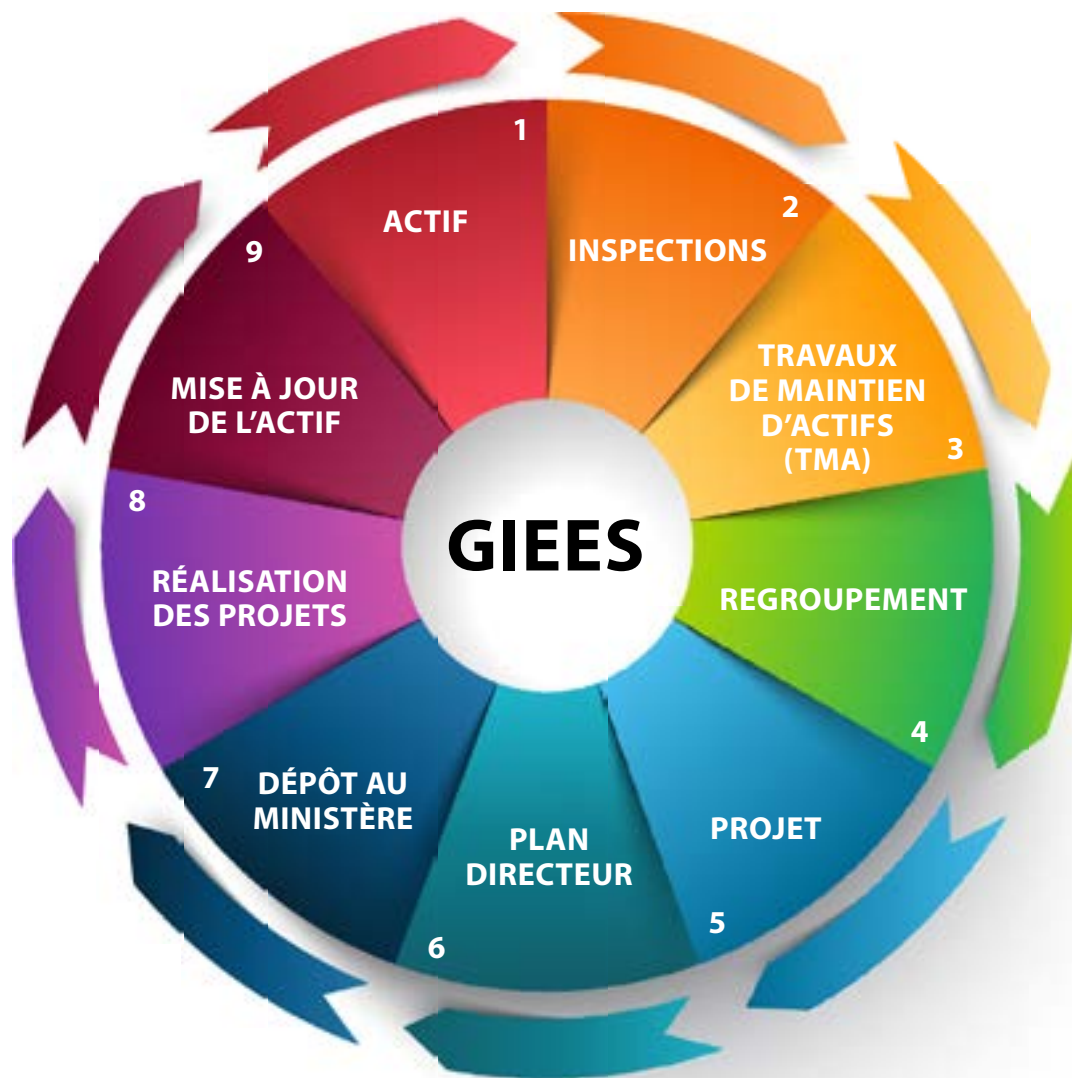 1
ACTIF
2
INSPECTIONS
TRAVAUX
DE MAINTIEN
D'ACTIFS
(TMA)
3
REGROUPEMENT
4
PROJET
5
PLAN
DIRECTEUR
6
7
DÉPÔT AU
MINISTÈRE
8
RÉALISATION
DES PROJETS
9
MISE À JOUR
DE L'ACTIF
GIEES